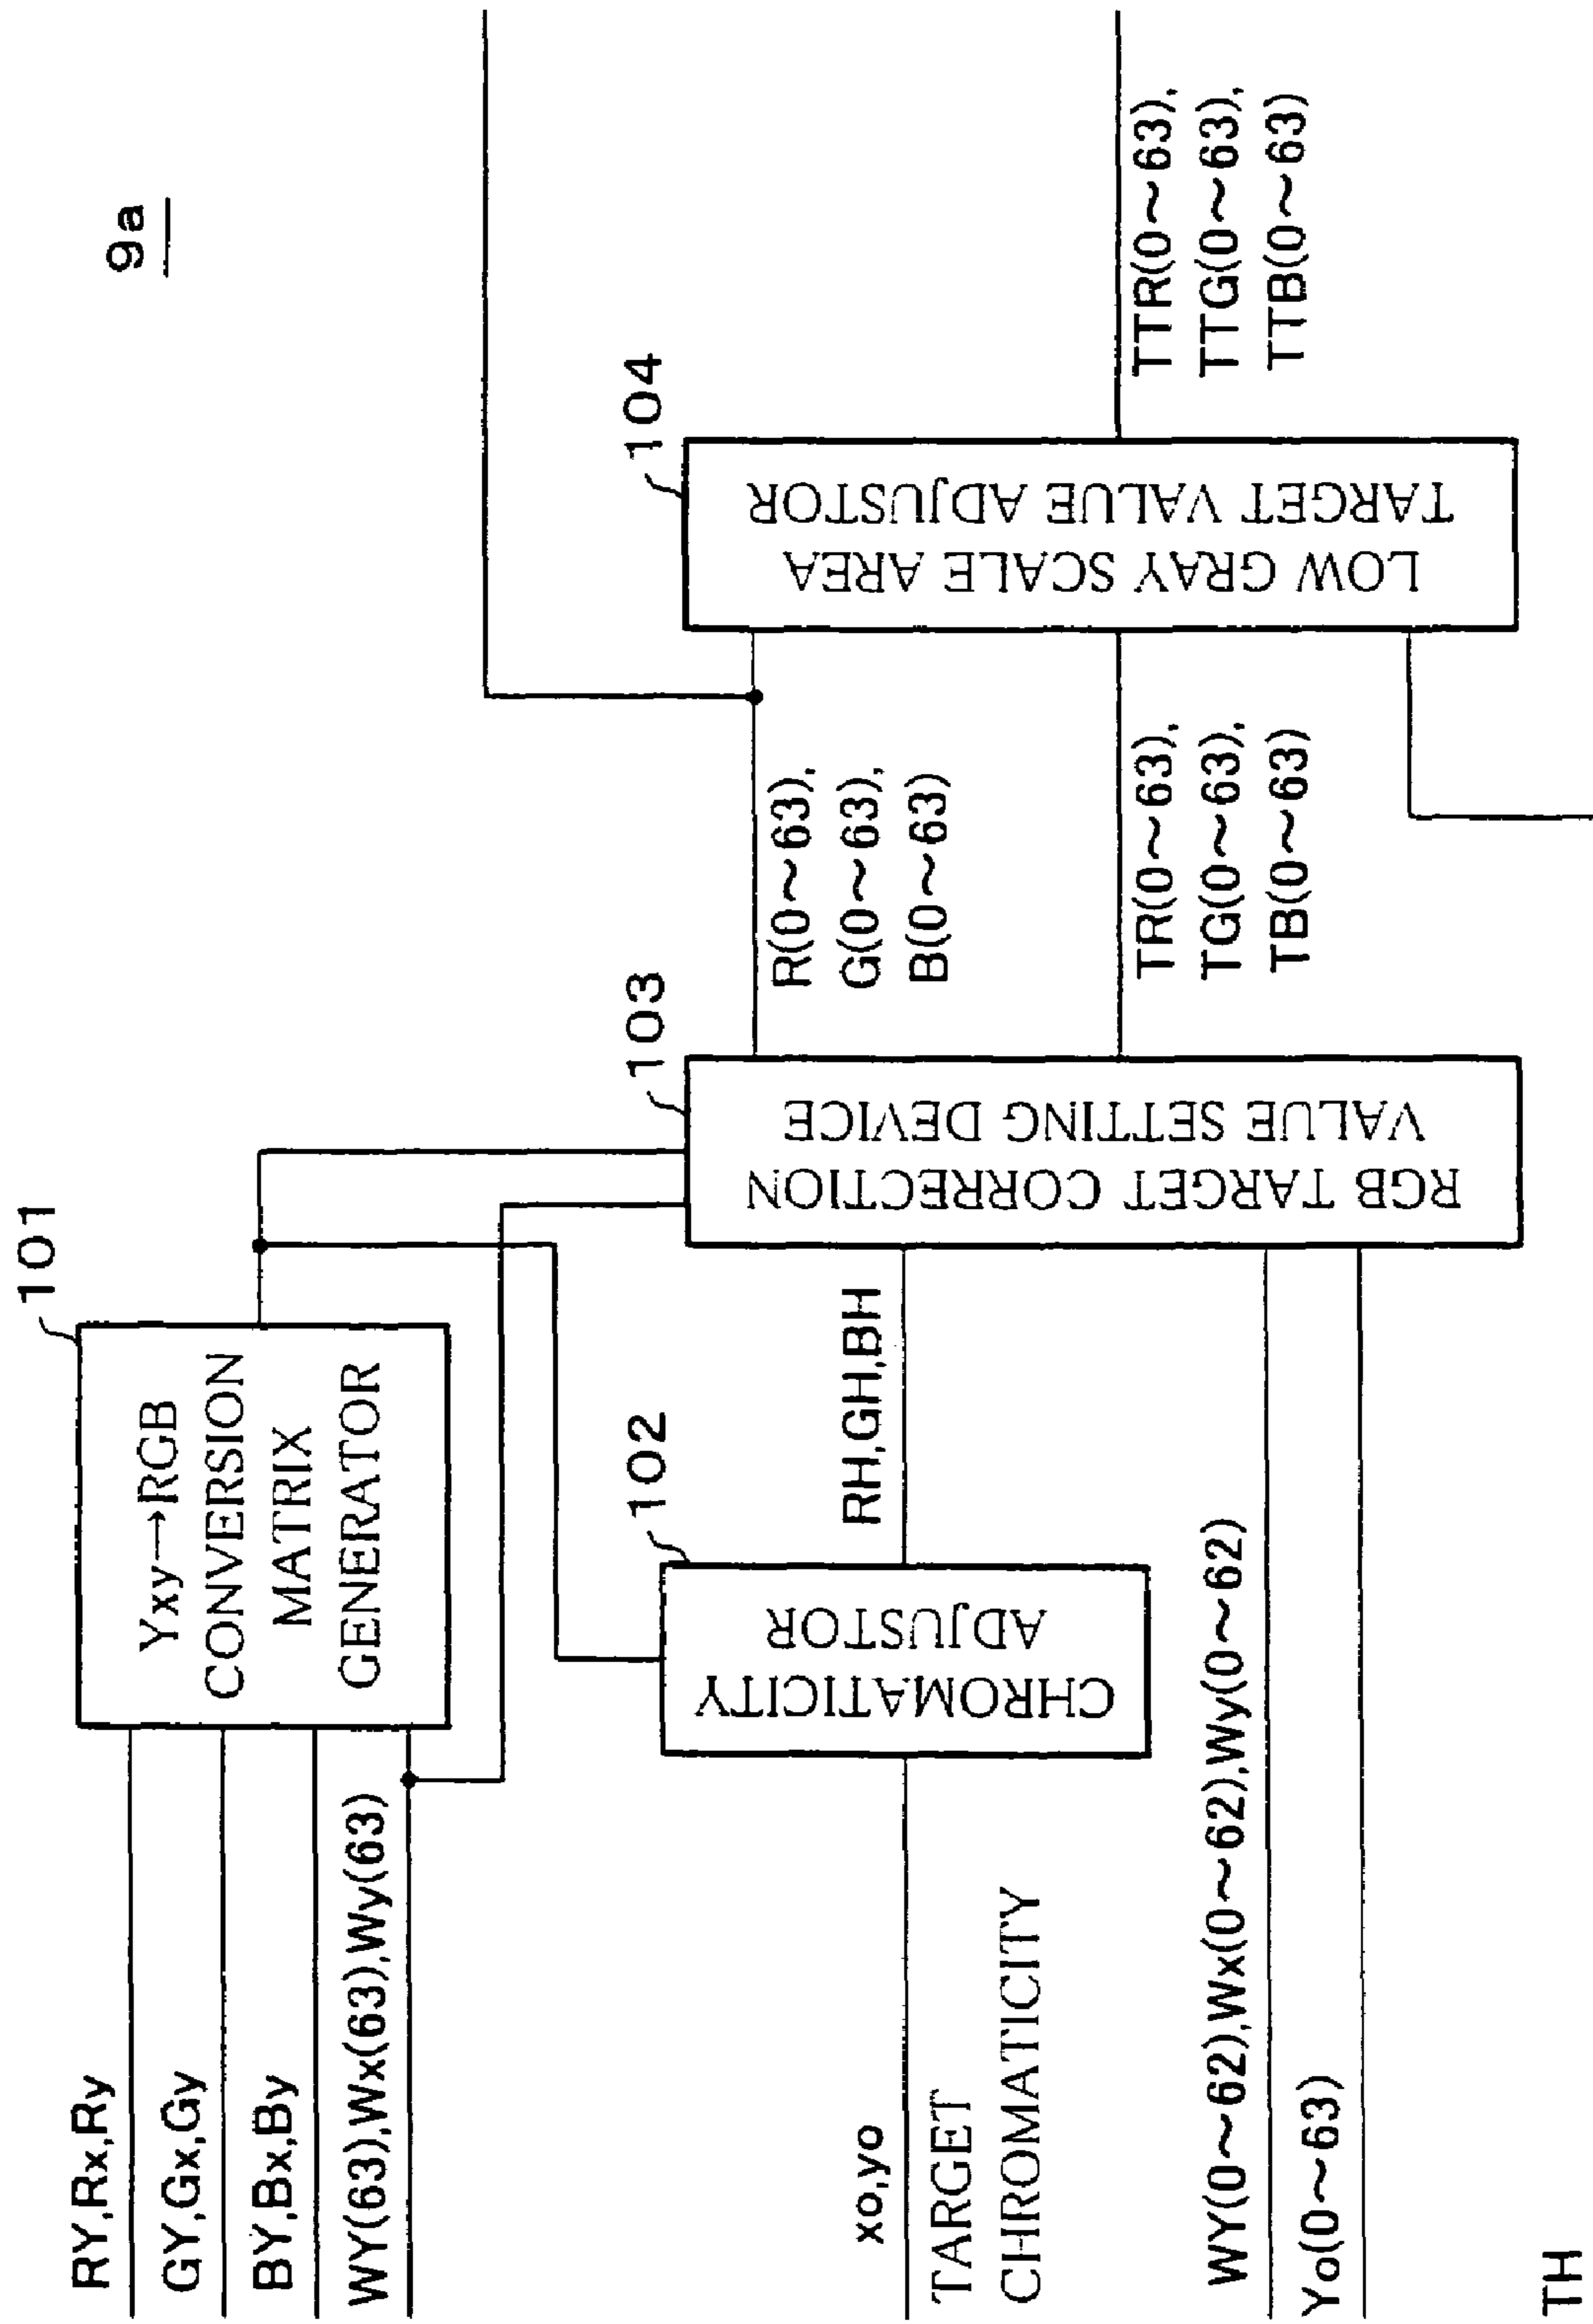 9a
RY,Rx,Ry
GY,Gx,Gy
BY,Bx,By
WY(63),Wx(63),Wy(63)
101
Yxy→RGB
CONVERSION
MATRIX
GENERATOR
xo,yo
TARGET
CHROMATICITY
102
CHROMATICITY
ADJUSTOR
RH,GH,BH
WY(0~62),Wx(0~62),Wy(0~62)
Yo(0~63)
TH
103
RGB TARGET CORRECTION
VALUE SETTING DEVICE
R(0~63),
G(0~63),
B(0~63)
TR(0~63),
TG(0~63),
TB(0~63)
104
LOW GRAY SCALE AREA
TARGET VALUE ADJUSTOR
TTR(0~63),
TTG(0~63),
TTB(0~63)